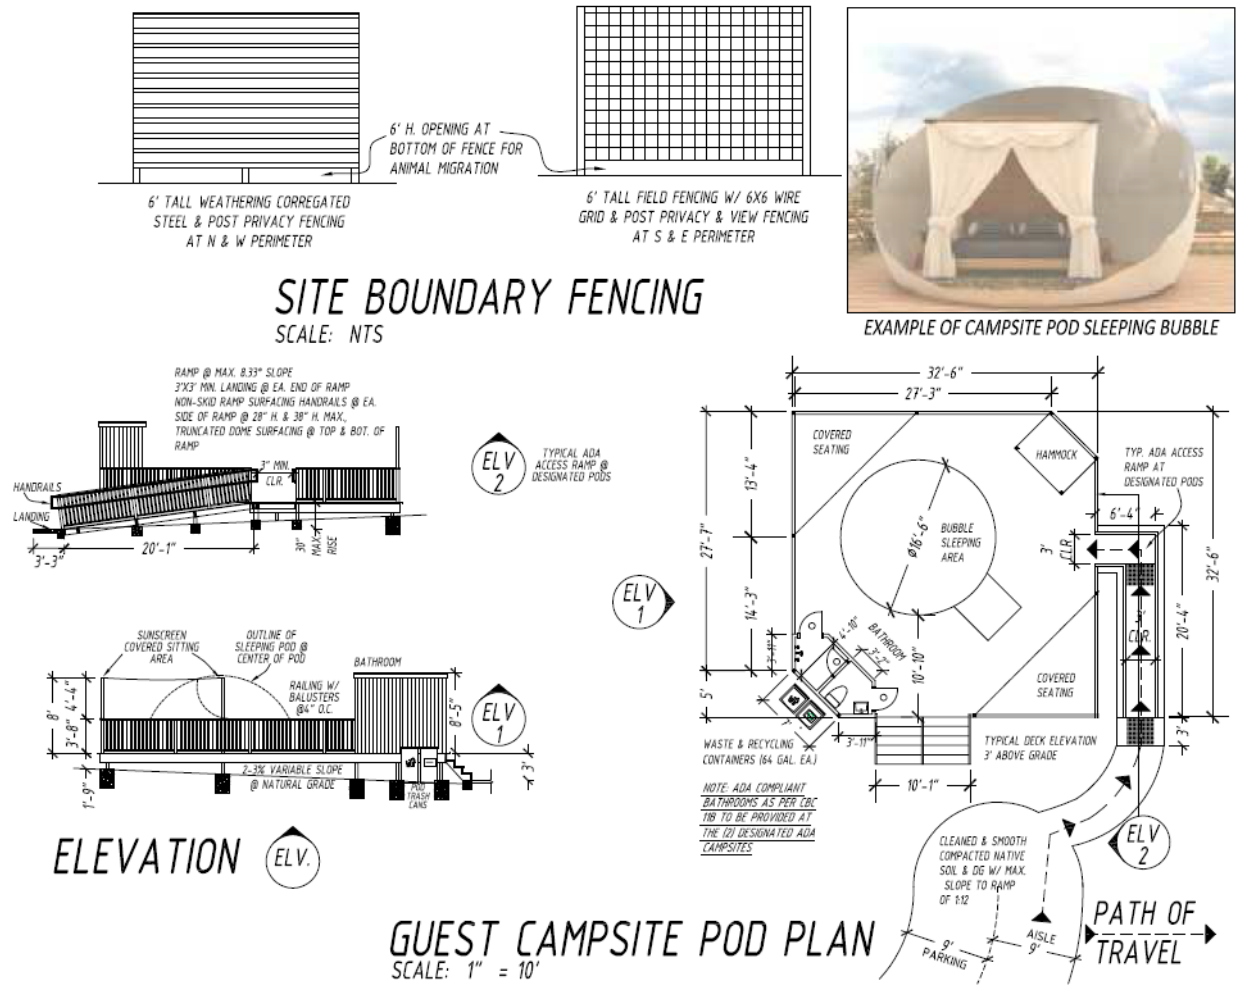 6' H. OPENING AT
BOTTOM OF FENCE FOR
ANIMAL MIGRATION
6' TALL WEATHERING CORREGATED
STEEL & POST PRIVACY FENCING
AT N & W PERIMETER
6' TALL FIELD FENCING W/ 6X6 WIRE
GRID & POST PRIVACY & VIEW FENCING
AT S & E PERIMETER
SITE BOUNDARY FENCING
SCALE: NTS
EXAMPLE OF CAMPSITE POD SLEEPING BUBBLE
RAMP @ MAX. 8.33" SLOPE
3'X3' MIN. LANDING @ EA. END OF RAMP
NON-SKID RAMP SURFACING HANDRAILS @ EA.
SIDE OF RAMP @ 28" H. & 38" H. MAX.,
TRUNCATED DOME SURFACING @ TOP & BOT. OF
RAMP
3" MIN.
CLR.
HANDRAILS
LANDING
3'-3"
20'-1"
30"
MAX.
RISE
ELV
2
TYPICAL ADA
ACCESS RAMP @
DESIGNATED PODS
SUNSCREEN
COVERED SITTING
AREA
OUTLINE OF
SLEEPING POD @
CENTER OF POD
BATHROOM
RAILING W/
BALUSTERS
@4" O.C.
8'
4'-4"
3'-8"
1'-9"
8'-5"
3'
2-3% VARIABLE SLOPE
@ NATURAL GRADE
POD
TRASH
CANS
ELV
1
ELEVATION
ELV.
32'-6"
27'-3"
COVERED
SEATING
HAMMOCK
TYP. ADA ACCESS
RAMP AT
DESIGNATED PODS
6'-4"
13'-4"
27'-7"
14'-3"
Ø16'-6"
BUBBLE
SLEEPING
AREA
3'
CLR
32'-6"
20'-4"
CLR.
ELV
1
3'-11"
4'-10"
BATHROOM
3'-2"
10'-10"
COVERED
SEATING
5'
3'
3'-11"
WASTE & RECYCLING
CONTAINERS (64 GAL. EA.)
TYPICAL DECK ELEVATION
3' ABOVE GRADE
10'-1"
NOTE: ADA COMPLIANT
BATHROOMS AS PER CBC
11B TO BE PROVIDED AT
THE (2) DESIGNATED ADA
CAMPSITES
CLEANED & SMOOTH
COMPACTED NATIVE
SOIL & DG W/ MAX.
SLOPE TO RAMP
OF 1:12
ELV
2
9'
PARKING
AISLE
9'
PATH OF
TRAVEL
GUEST CAMPSITE POD PLAN
SCALE: 1" = 10'